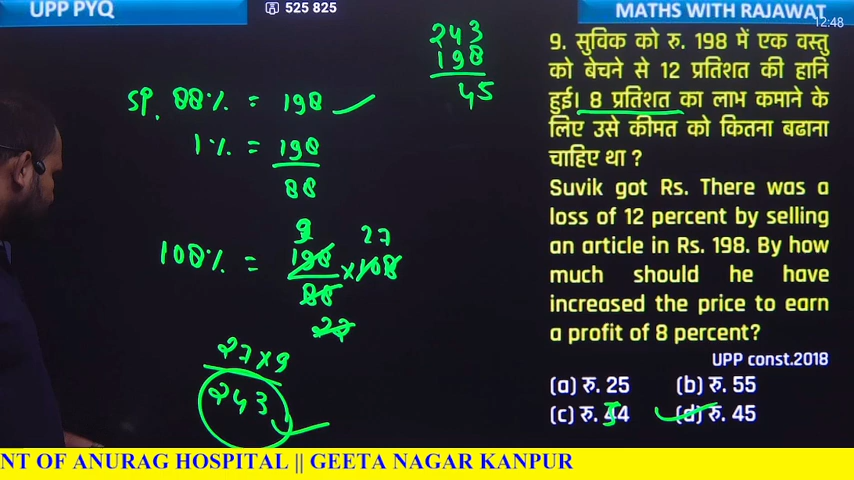 UPP PYQ
525 825
MATHS WITH RAJAWAT
12:48
243
198
45
SP. 88% = 198
1% = 198
88
108% = 198 × 108
88
9
27
22
27×9
243
9. सुविक को रु. 198 में एक वस्तु
को बेचने से 12 प्रतिशत की हानि
हुई। 8 प्रतिशत का लाभ कमाने के
लिए उसे कीमत को कितना बढाना
चाहिए था ?
Suvik got Rs. There was a
loss of 12 percent by selling
an article in Rs. 198. By how
much should he have
increased the price to earn
a profit of 8 percent?
UPP const.2018
(a) रु. 25 (b) रु. 55
(c) रु. 44 (d) रु. 45
NT OF ANURAG HOSPITAL || GEETA NAGAR KANPUR